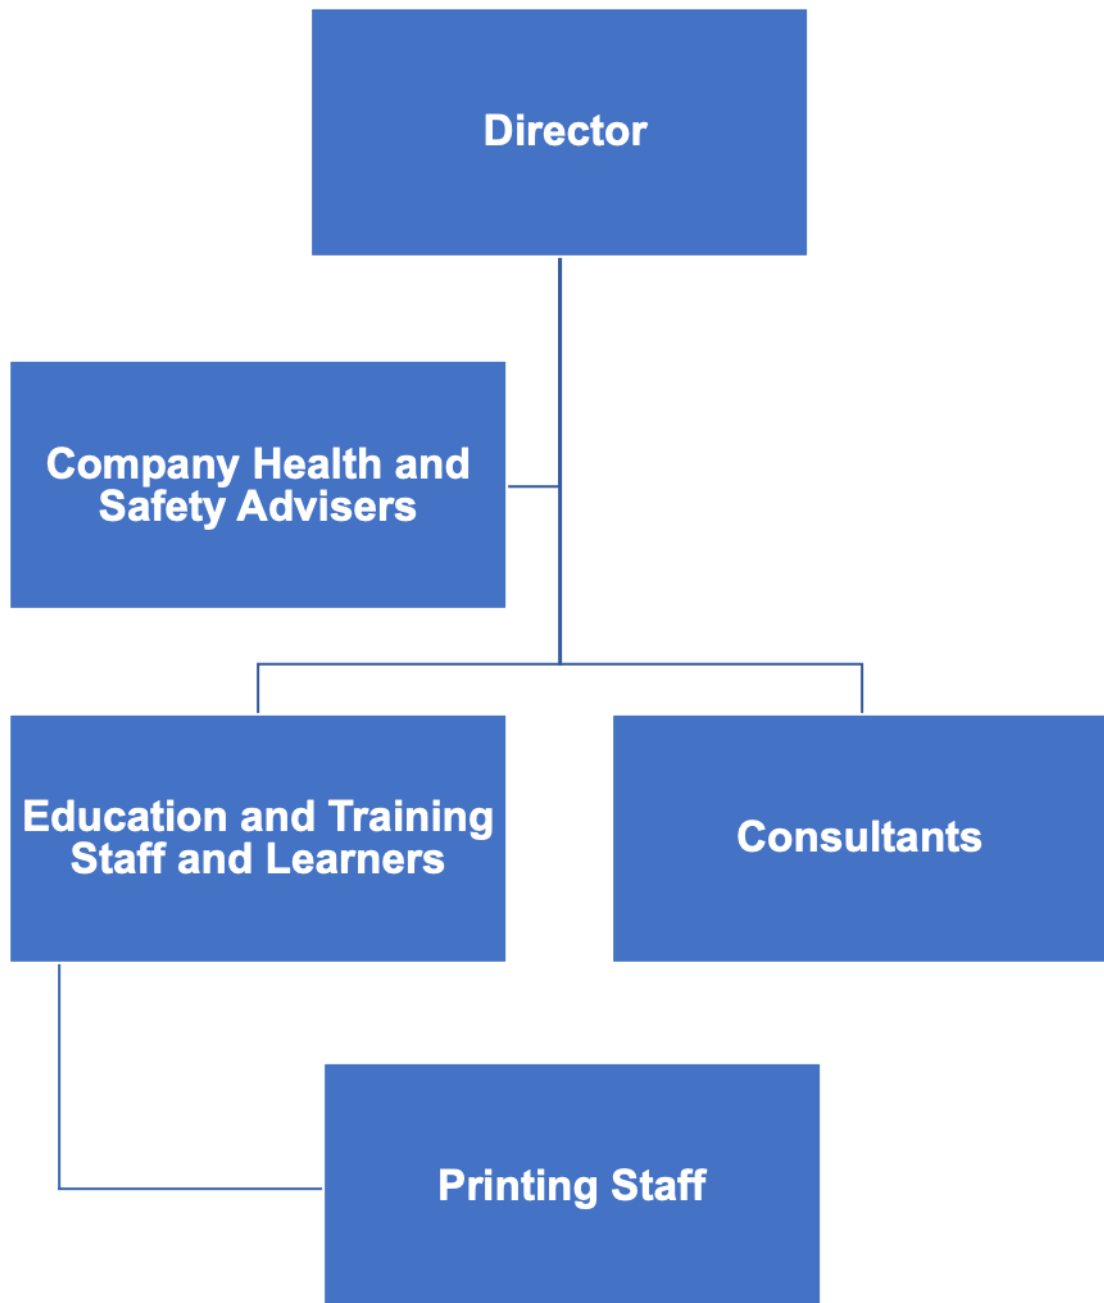 Director
Company Health and
Safety Advisers
Education and Training
Staff and Learners
Consultants
Printing Staff